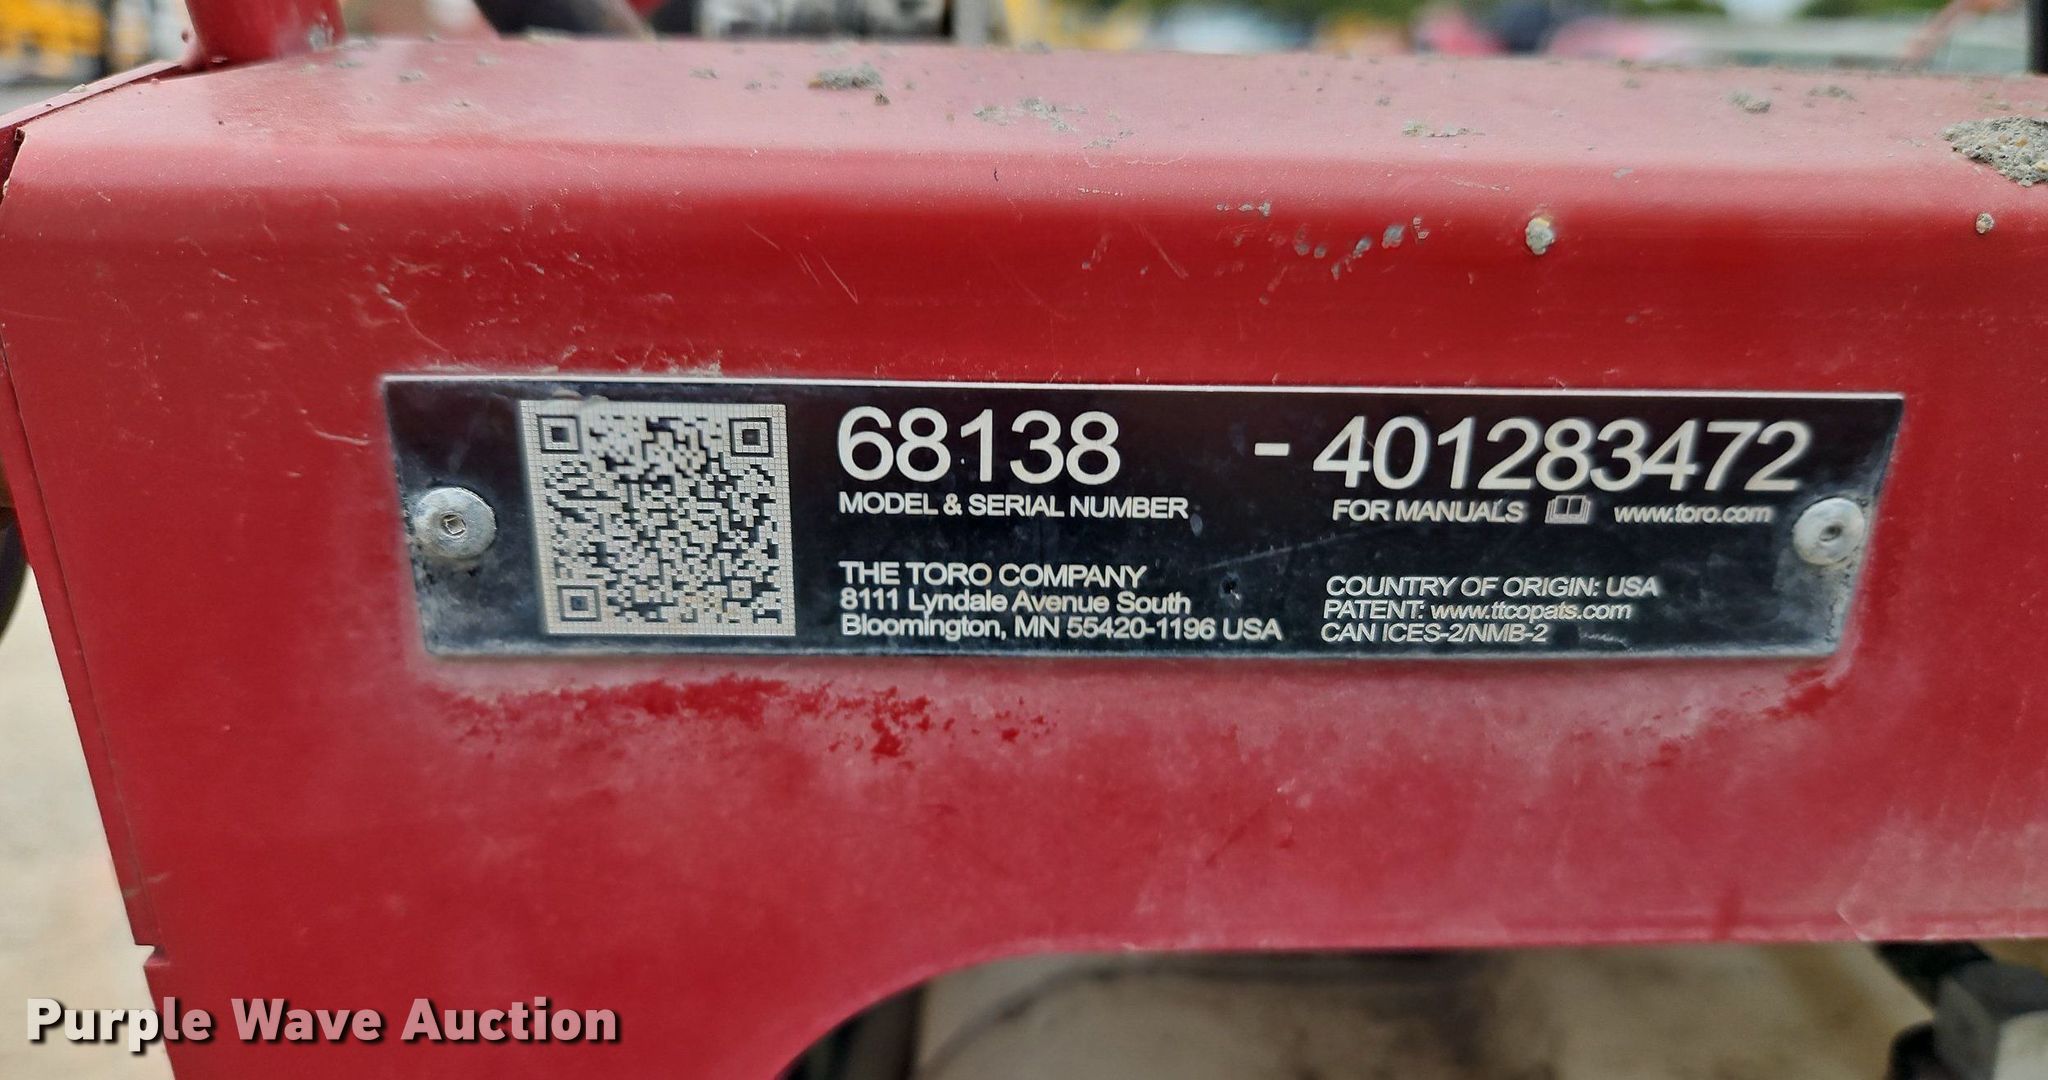 68138 - 401283472
MODEL & SERIAL NUMBER FOR MANUALS www.toro.com
THE TORO COMPANY
8111 Lyndale Avenue South
Bloomington, MN 55420-1196 USA
COUNTRY OF ORIGIN: USA
PATENT: www.ttcopats.com
CAN ICES-2/NMB-2
Purple Wave Auction